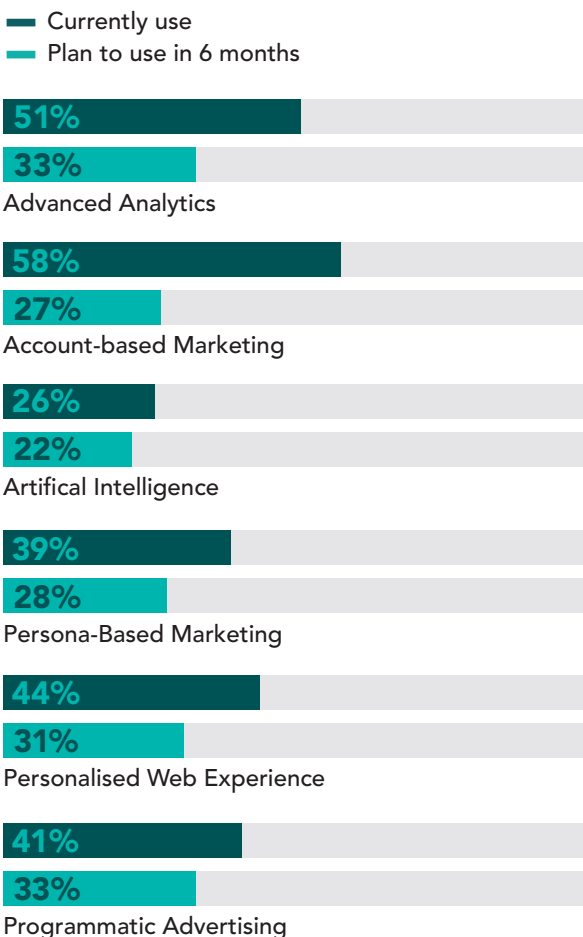 Currently use
Plan to use in 6 months
51%
33%
Advanced Analytics
58%
27%
Account-based Marketing
26%
22%
Artifical Intelligence
39%
28%
Persona-Based Marketing
44%
31%
Personalised Web Experience
41%
33%
Programmatic Advertising